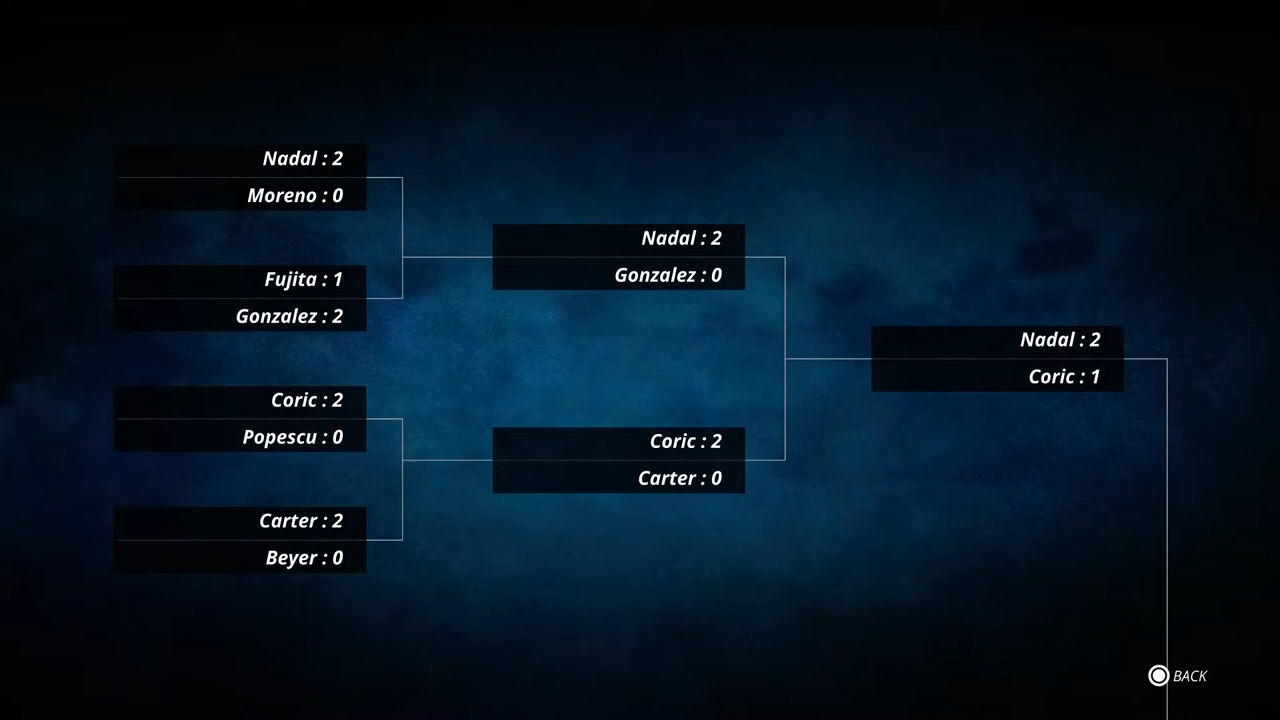 Nadal : 2
Moreno : 0
Fujita : 1
Gonzalez : 2
Coric : 2
Popescu : 0
Carter : 2
Beyer : 0
Nadal : 2
Gonzalez : 0
Coric : 2
Carter : 0
Nadal : 2
Coric : 1
BACK